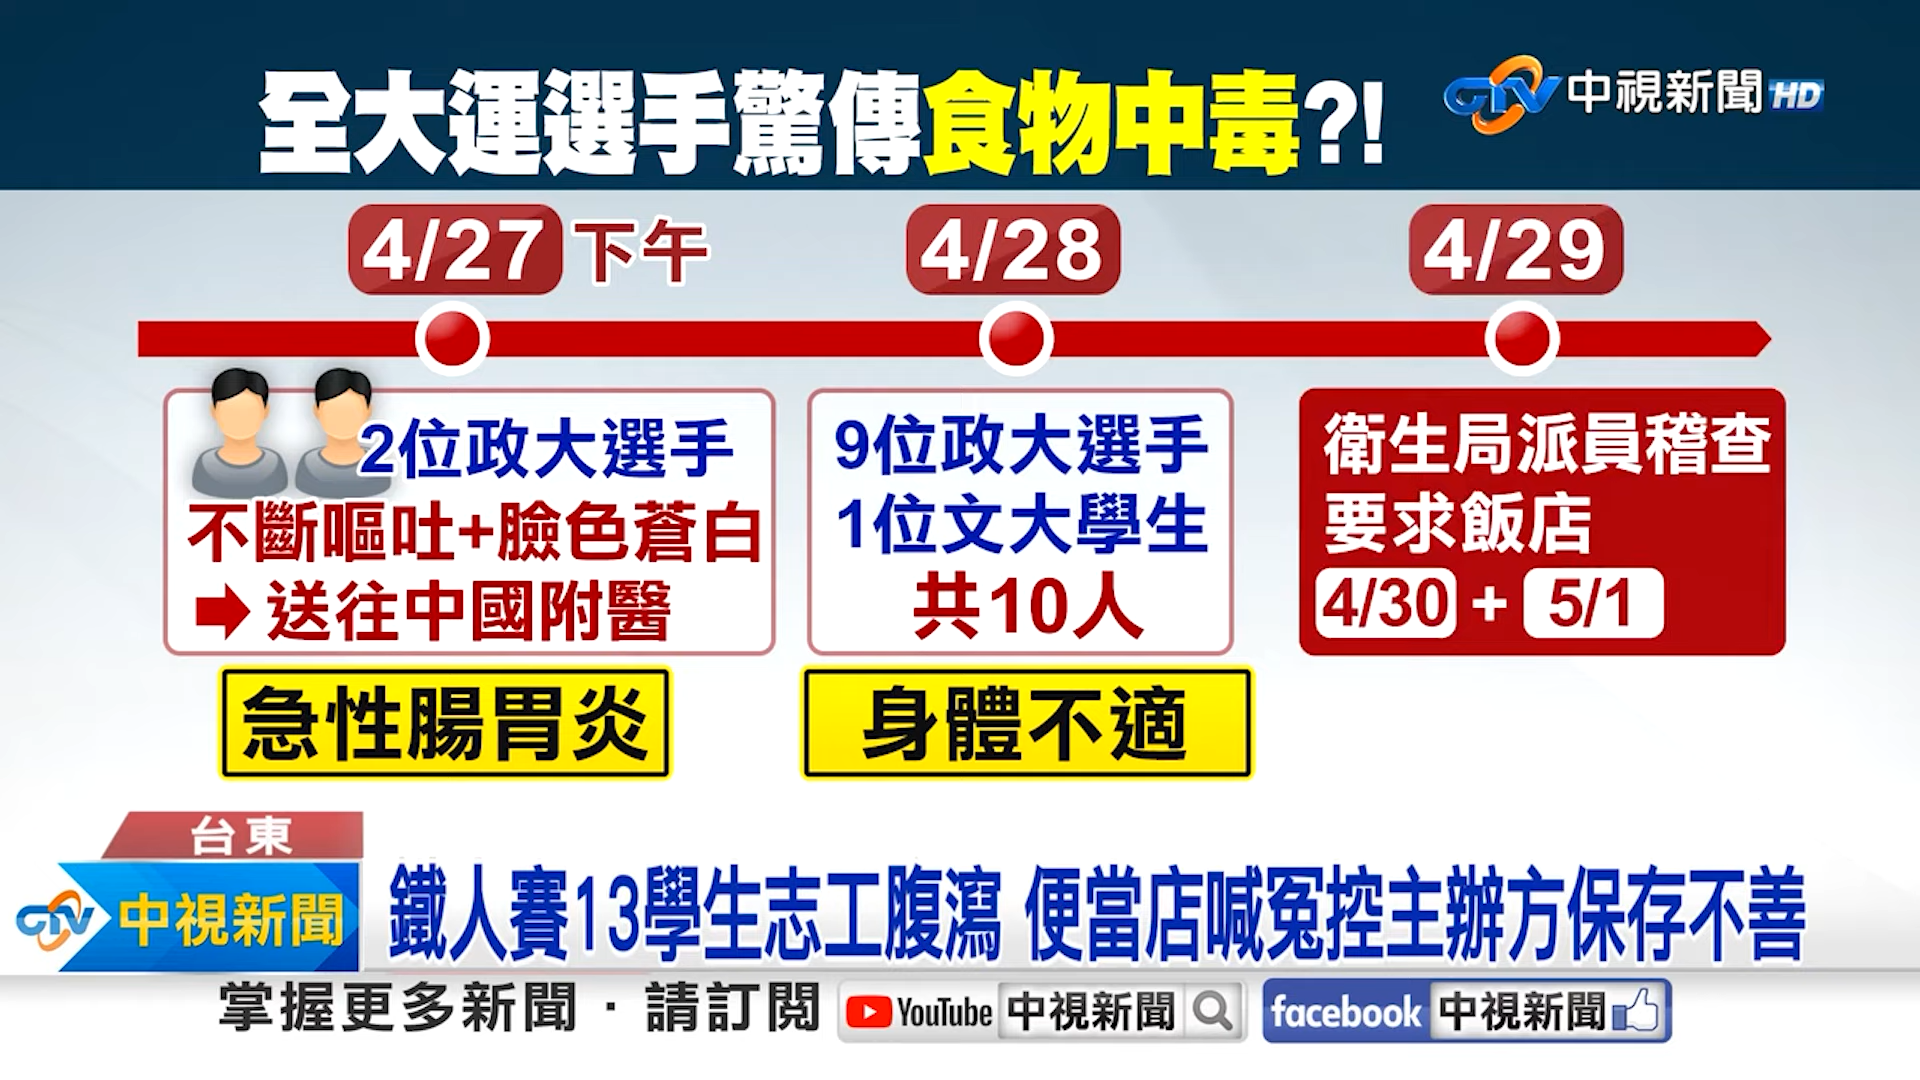 全大運選手驚傳食物中毒?!
CTV 中視新聞 HD
4/27 下午
4/28
4/29
2位政大選手
不斷嘔吐+臉色蒼白
➡送往中國附醫
急性腸胃炎
9位政大選手
1位文大學生
共10人
身體不適
衛生局派員稽查
要求飯店
4/30 + 5/1
台東
CTV 中視新聞
鐵人賽13學生志工腹瀉 便當店喊冤控主辦方保存不善
掌握更多新聞．請訂閱 YouTube 中視新聞 facebook 中視新聞